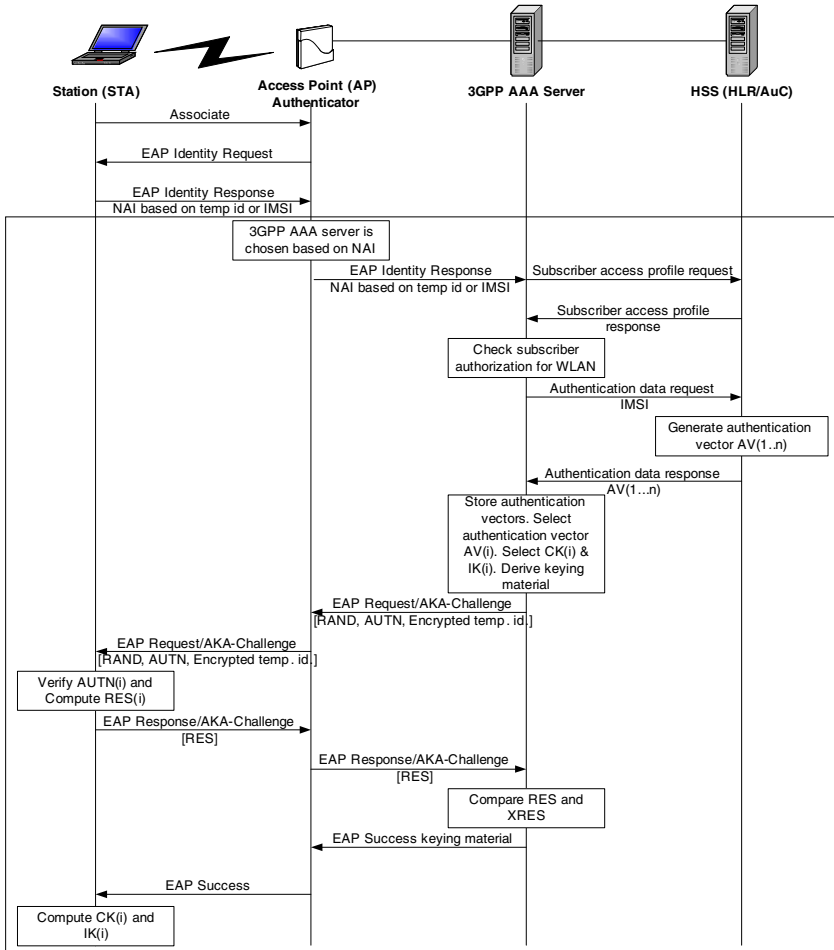 Station (STA)
Access Point (AP)
Authenticator
3GPP AAA Server
HSS (HLR/AuC)
Associate
EAP Identity Request
EAP Identity Response
NAI based on temp id or IMSI
3GPP AAA server is
chosen based on NAI
EAP Identity Response
NAI based on temp id or IMSI
Subscriber access profile request
Subscriber access profile
response
Check subscriber
authorization for WLAN
Authentication data request
IMSI
Generate authentication
vector AV(1..n)
Authentication data response
AV(1...n)
Store authentication
vectors. Select
authentication vector
AV(i). Select CK(i) &
IK(i). Derive keying
material
EAP Request/AKA-Challenge
[RAND, AUTN, Encrypted temp. id.]
EAP Request/AKA-Challenge
[RAND, AUTN, Encrypted temp. id.]
Verify AUTN(i) and
Compute RES(i)
EAP Response/AKA-Challenge
[RES]
EAP Response/AKA-Challenge
[RES]
Compare RES and
XRES
EAP Success keying material
EAP Success
Compute CK(i) and
IK(i)